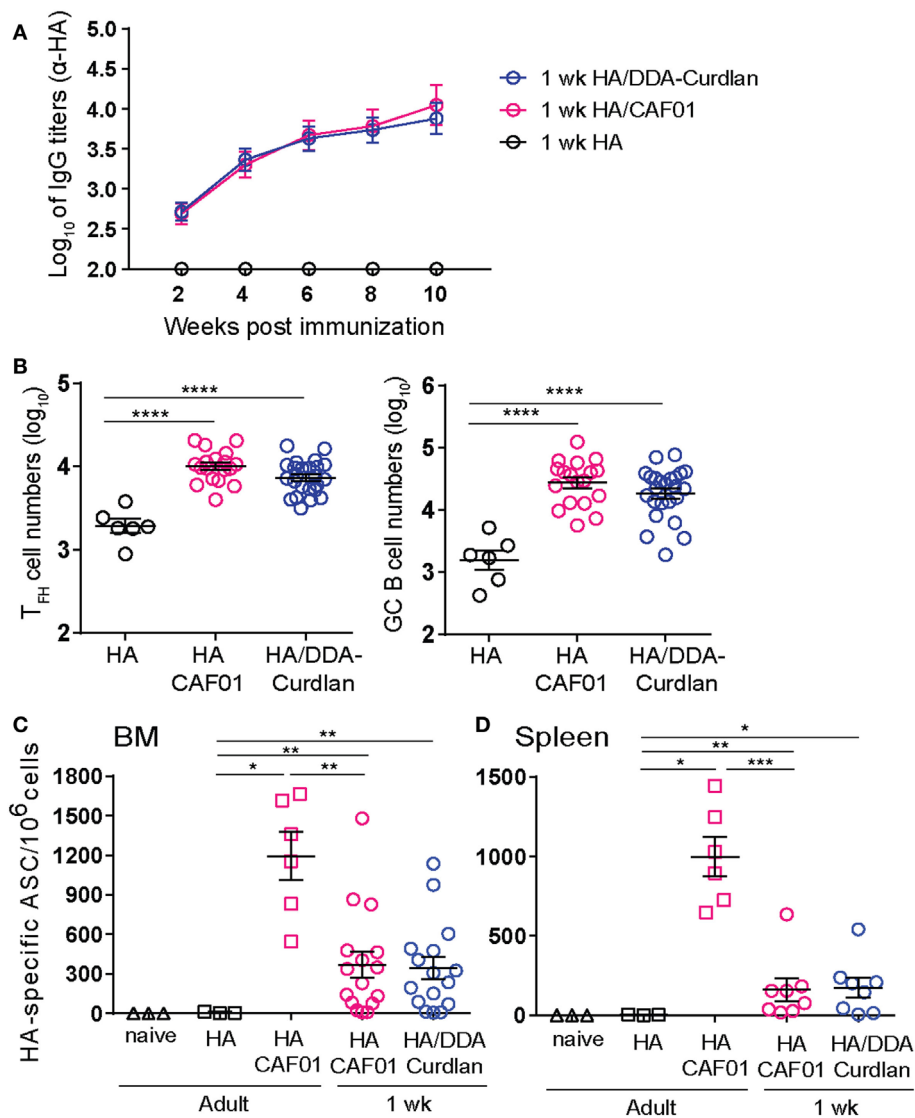 A
Log10 of IgG titers (α-HA)
5.0
4.5
4.0
3.5
3.0
2.5
2.0
2 4 6 8 10
Weeks post immunization
1 wk HA/DDA-Curdlan
1 wk HA/CAF01
1 wk HA
B
TFH cell numbers (log10)
5
4
3
2
****
****
HA
HA CAF01
HA/DDA-Curdlan
GC B cell numbers (log10)
6
5
4
3
2
****
****
HA
HA CAF01
HA/DDA-Curdlan
C BM
HA-specific ASC/10^6 cells
1800
1500
1200
900
600
300
0
**
**
* **
naive
HA
HA CAF01
HA CAF01
HA/DDA Curdlan
Adult
1 wk
D Spleen
1500
1000
500
0
*
**
* ***
naive
HA
HA CAF01
HA CAF01
HA/DDA Curdlan
Adult
1 wk